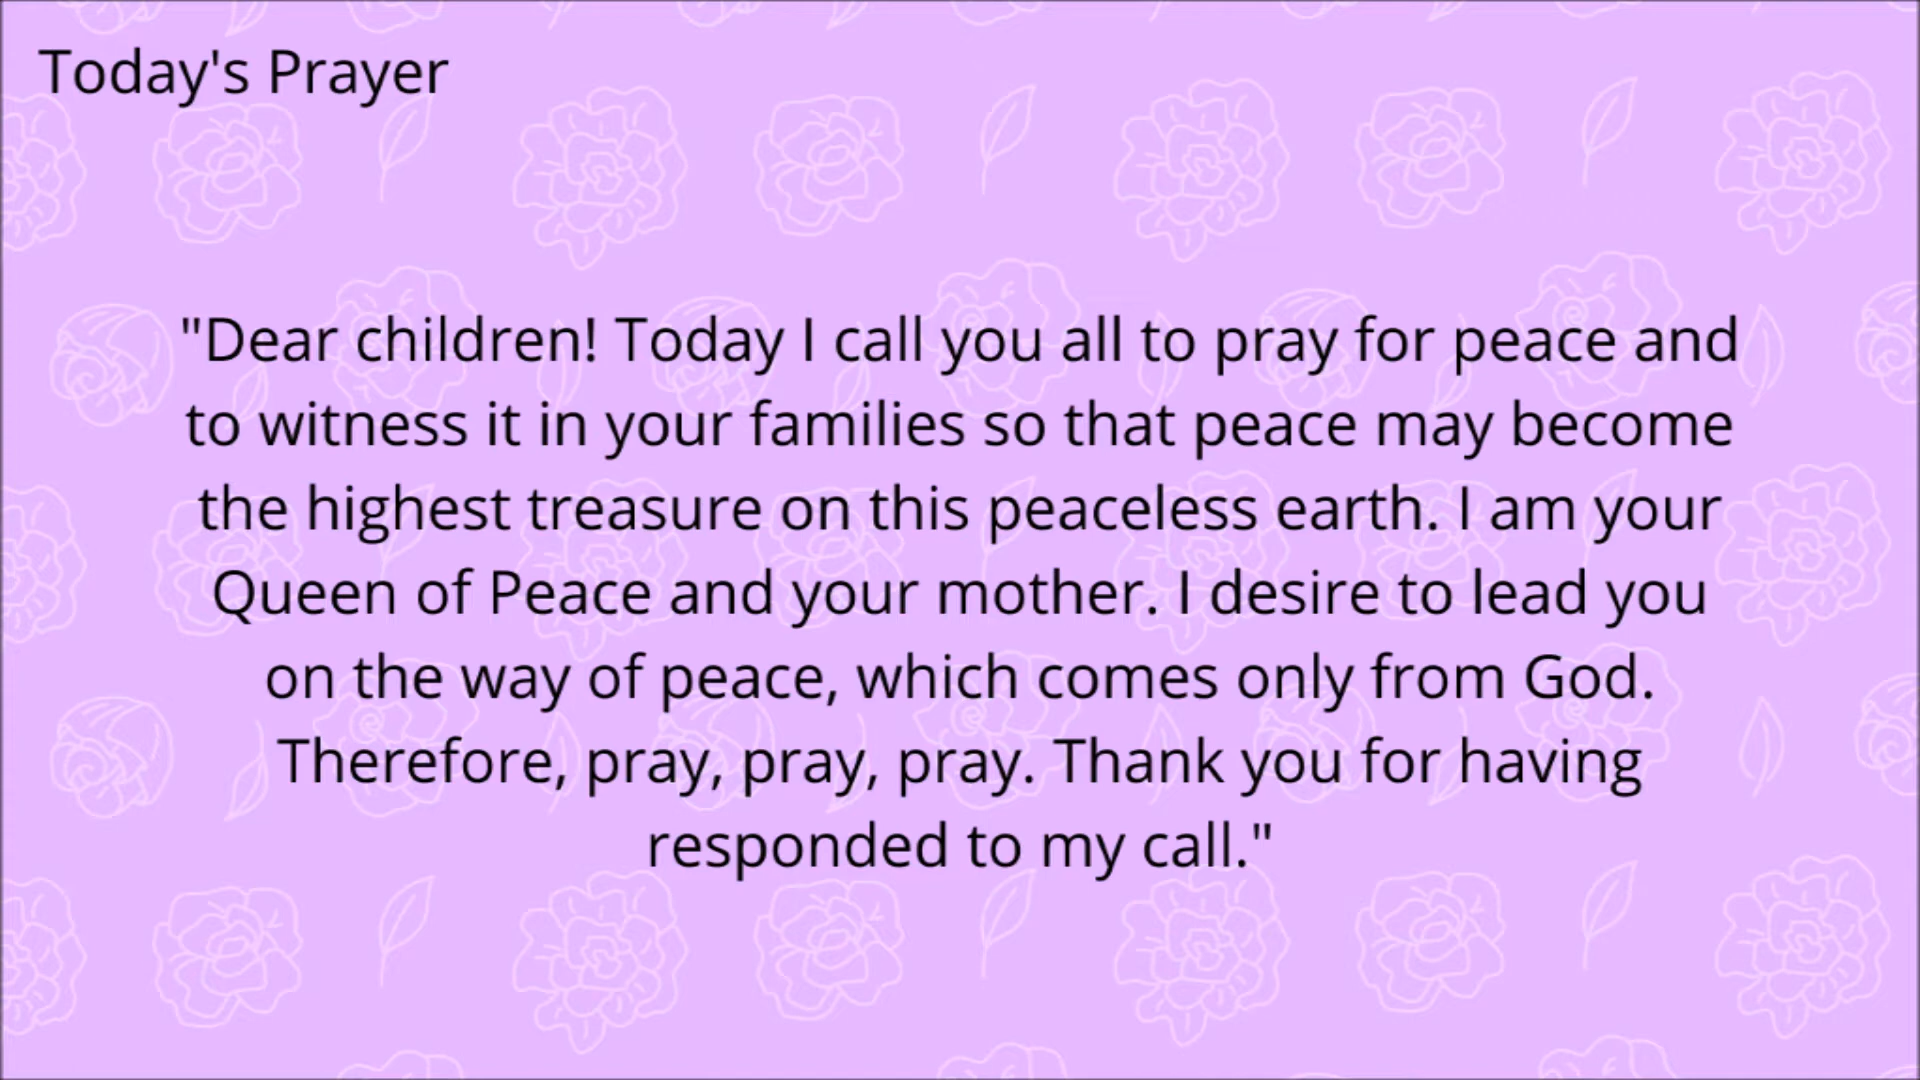 Today's Prayer
"Dear children! Today I call you all to pray for peace and
to witness it in your families so that peace may become
the highest treasure on this peaceless earth. I am your
Queen of Peace and your mother. I desire to lead you
on the way of peace, which comes only from God.
Therefore, pray, pray, pray. Thank you for having
responded to my call."